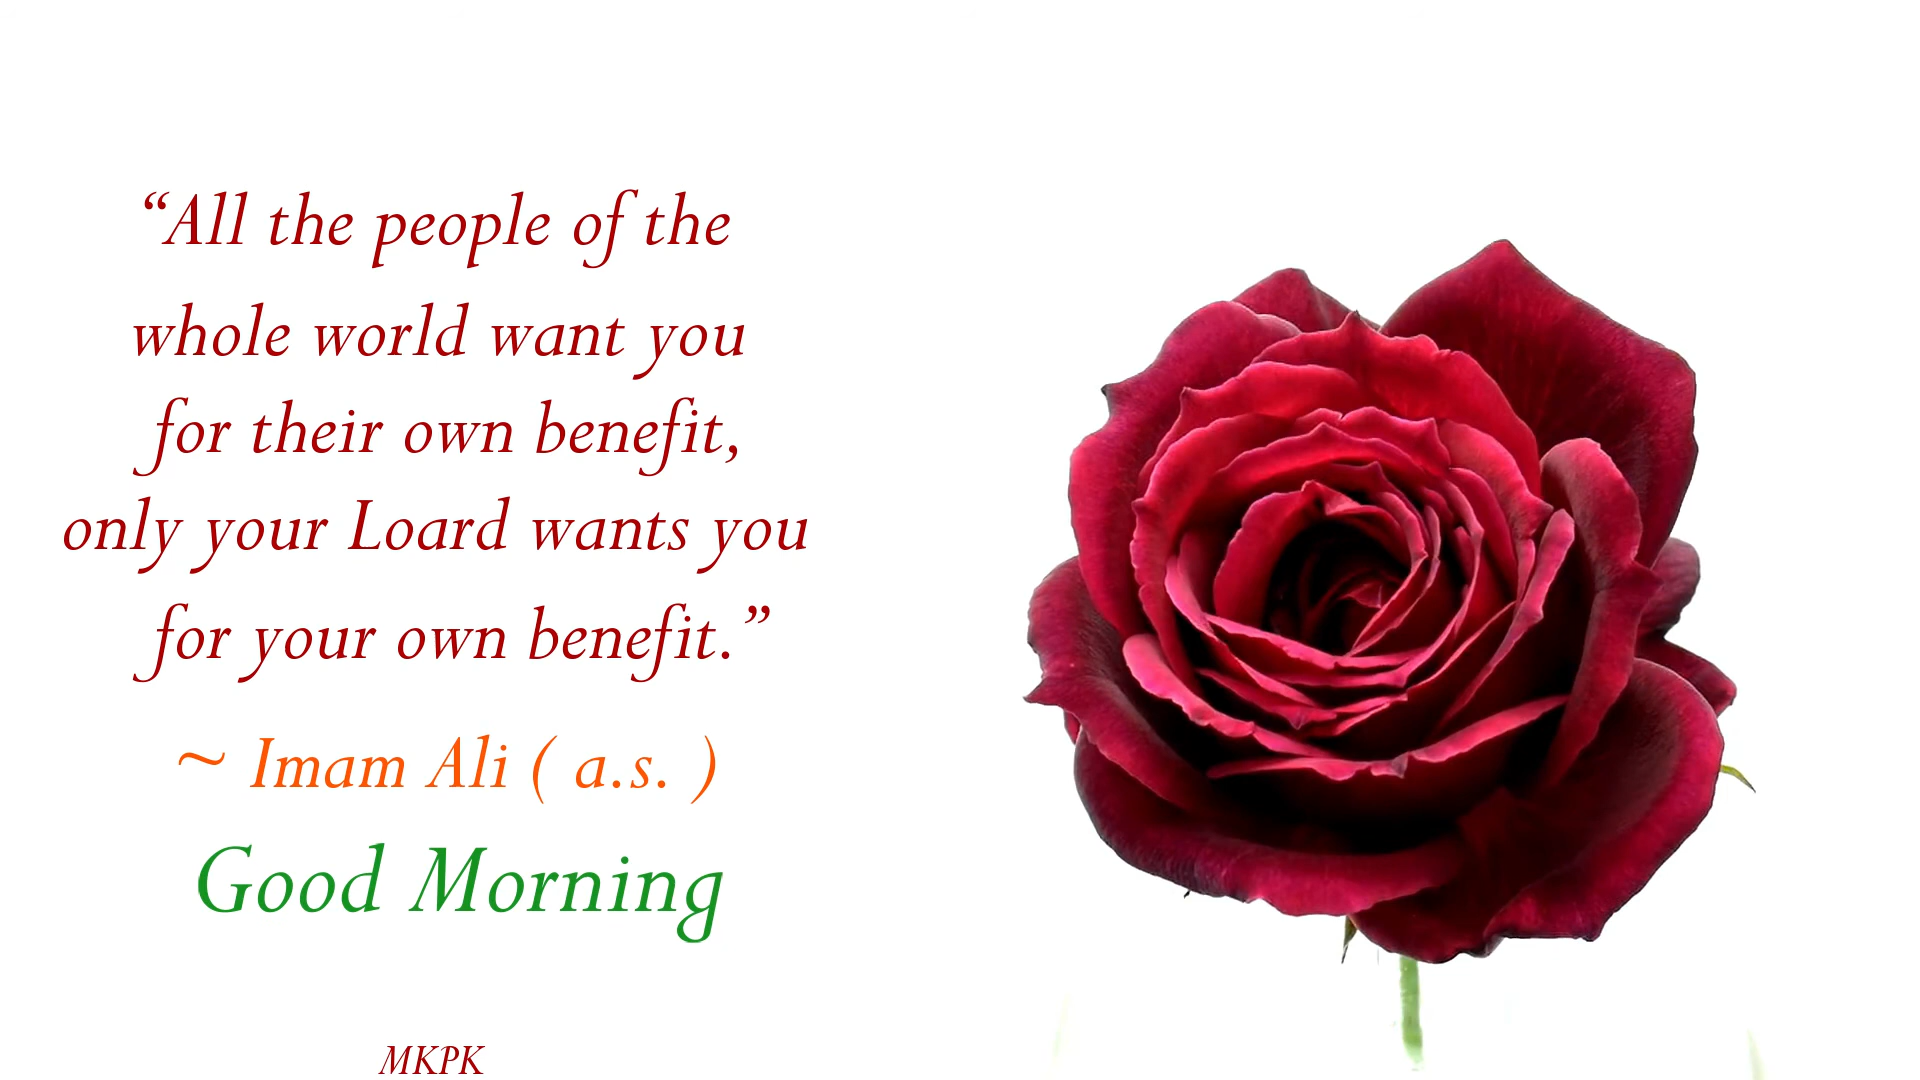 “All the people of the
whole world want you
for their own benefit,
only your Loard wants you
for your own benefit.”
~ Imam Ali ( a.s. )
Good Morning
MKPK